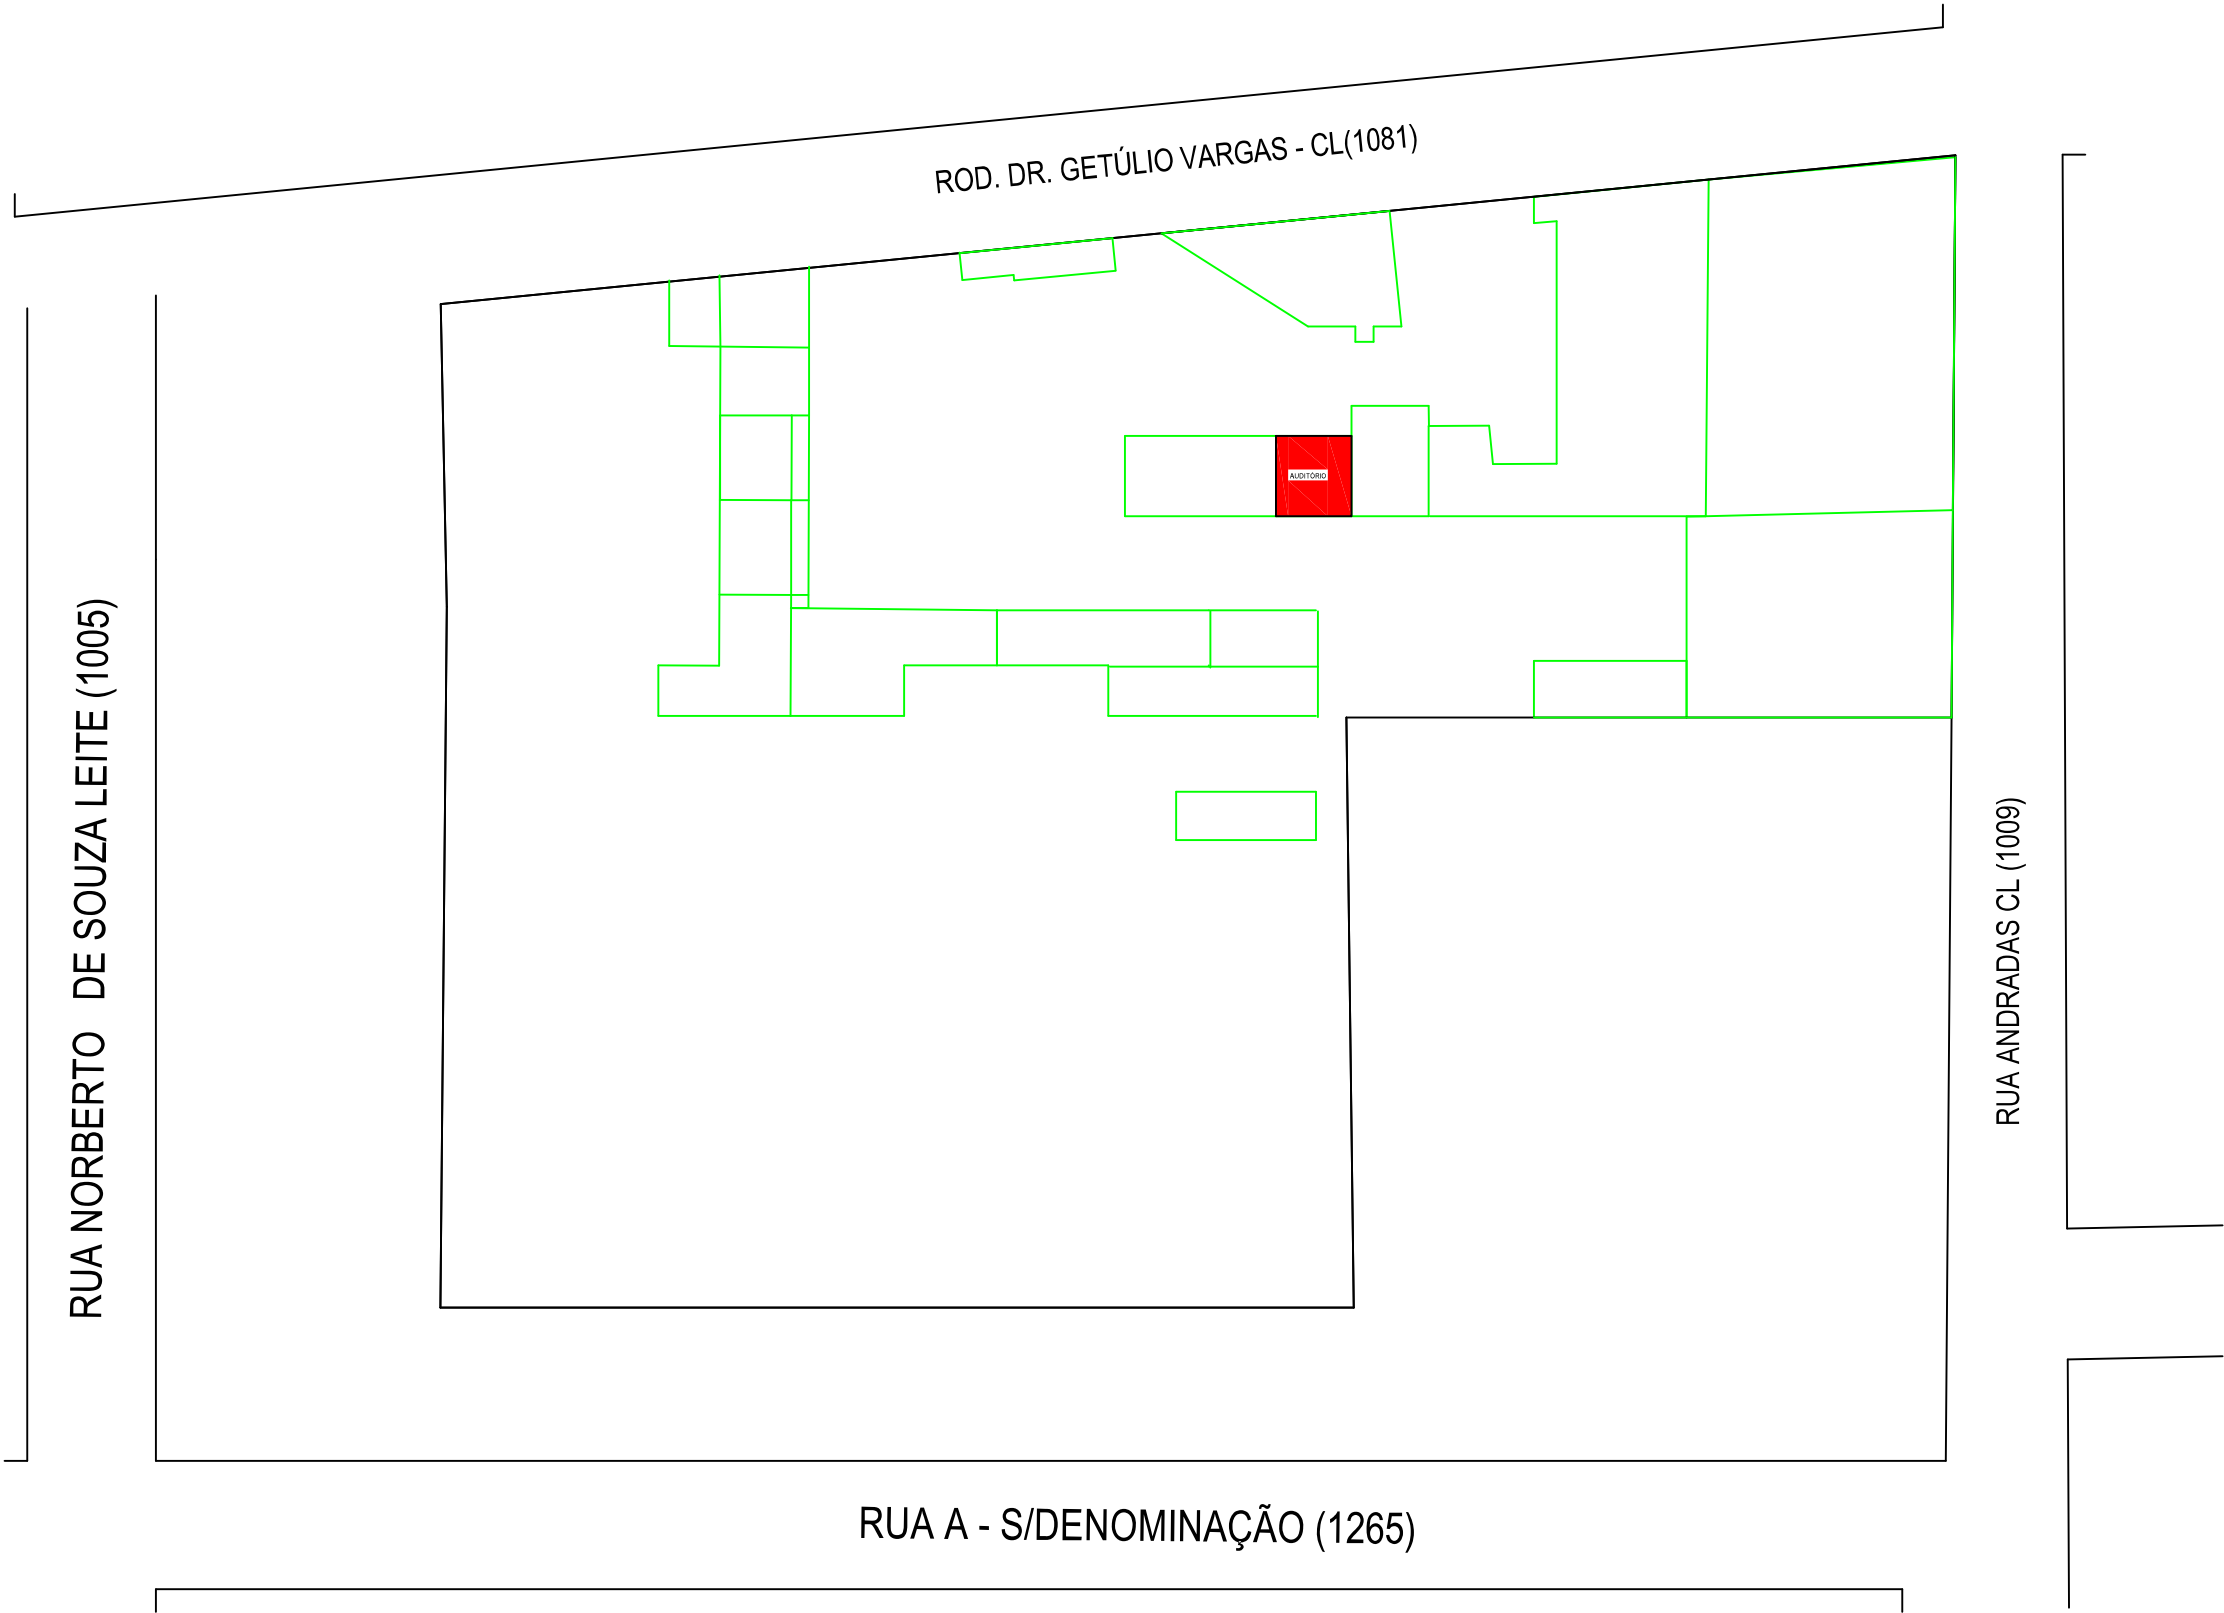 ROD. DR. GETÚLIO VARGAS - CL(1081)
AUDITÓRIO
RUA NORBERTO DE SOUZA LEITE (1005)
RUA ANDRADAS CL (1009)
RUA A - S/DENOMINAÇÃO (1265)